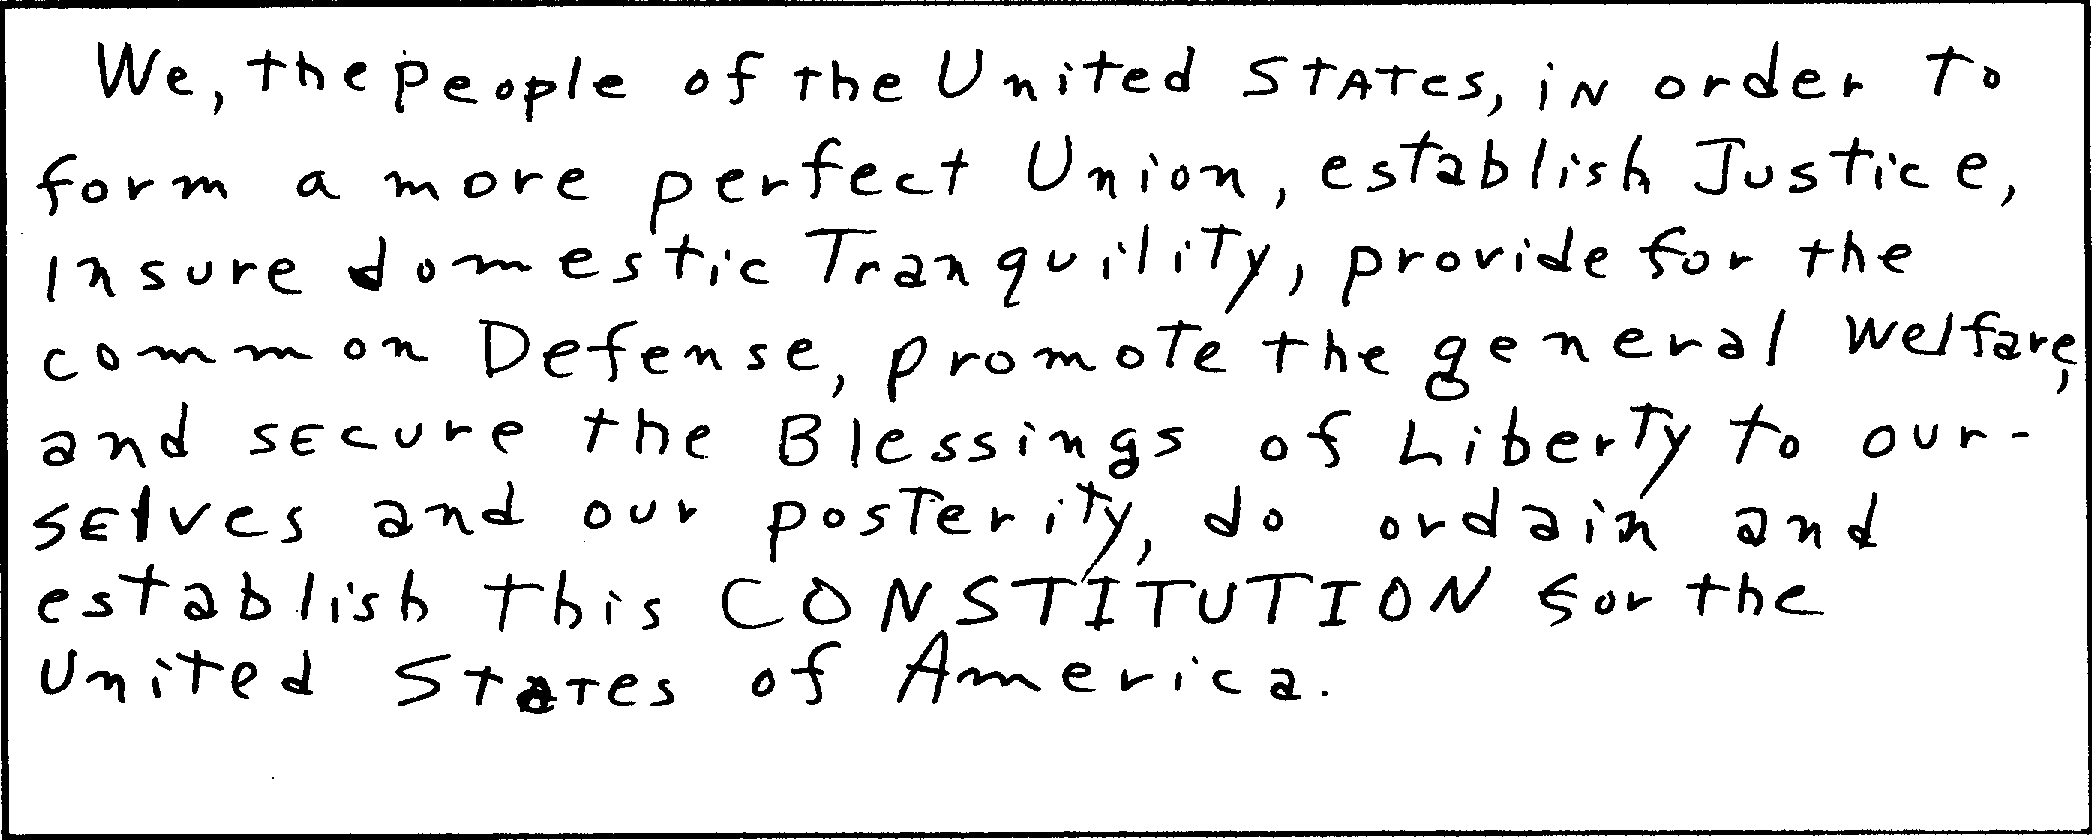 We, the people of the United States, in order to
form a more perfect Union, establish Justice,
insure domestic Tranquility, provide for the
common Defense, promote the general Welfare,
and secure the Blessings of Liberty to our-
selves and our posterity, do ordain and
establish this CONSTITUTION for the
United States of America.